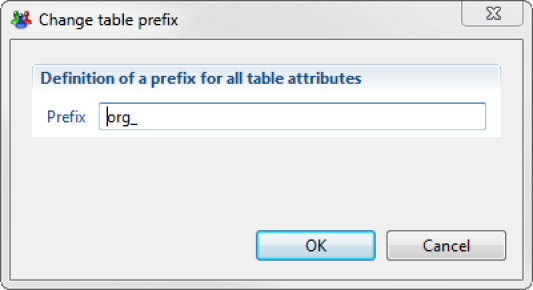 Change table prefix
Definition of a prefix for all table attributes
Prefix org_
OK Cancel